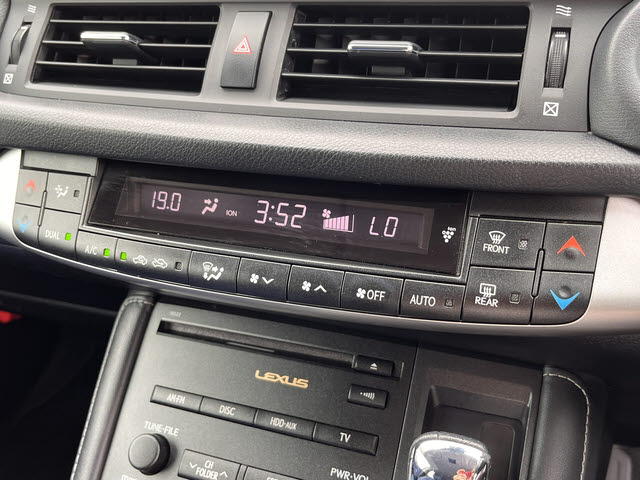 19.0 ION 3:52 LO
ION
DUAL
A/C
OFF
AUTO
FRONT
REAR
LEXUS
AM·FM
DISC
HDD·AUX
TV
TUNE·FILE
CH
FOLDER
PWR·VOL